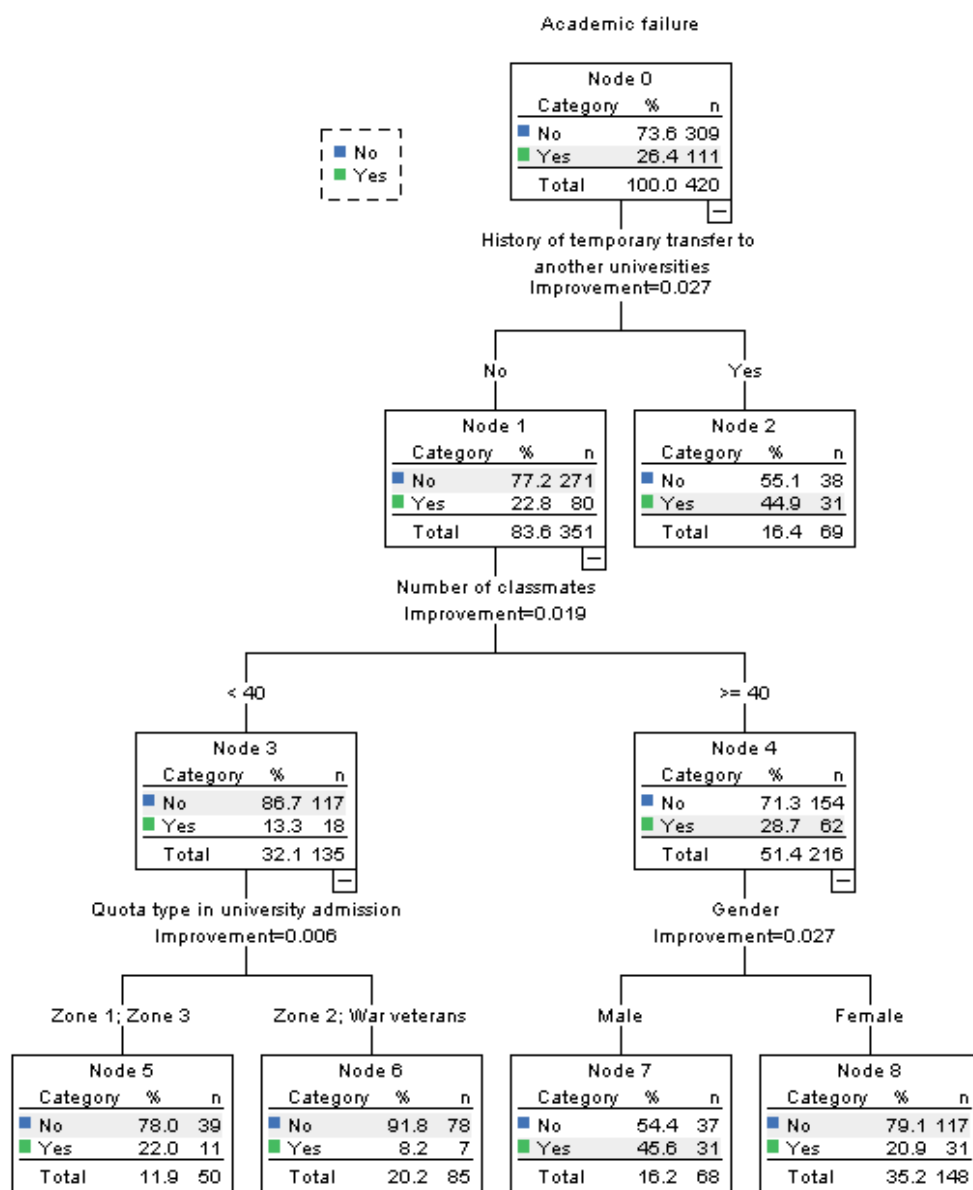 Academic failure
Node 0
Category % n
No 73.6 309
Yes 26.4 111
Total 100.0 420
No
Yes
History of temporary transfer to
another universities
Improvement=0.027
No
Yes
Node 1
Category % n
No 77.2 271
Yes 22.8 80
Total 83.6 351
Node 2
Category % n
No 55.1 38
Yes 44.9 31
Total 16.4 69
Number of classmates
Improvement=0.019
< 40
>= 40
Node 3
Category % n
No 86.7 117
Yes 13.3 18
Total 32.1 135
Node 4
Category % n
No 71.3 154
Yes 28.7 62
Total 51.4 216
Quota type in university admission
Improvement=0.006
Gender
Improvement=0.027
Zone 1; Zone 3
Zone 2; War veterans
Male
Female
Node 5
Category % n
No 78.0 39
Yes 22.0 11
Total 11.9 50
Node 6
Category % n
No 91.8 78
Yes 8.2 7
Total 20.2 85
Node 7
Category % n
No 54.4 37
Yes 45.6 31
Total 16.2 68
Node 8
Category % n
No 79.1 117
Yes 20.9 31
Total 35.2 148